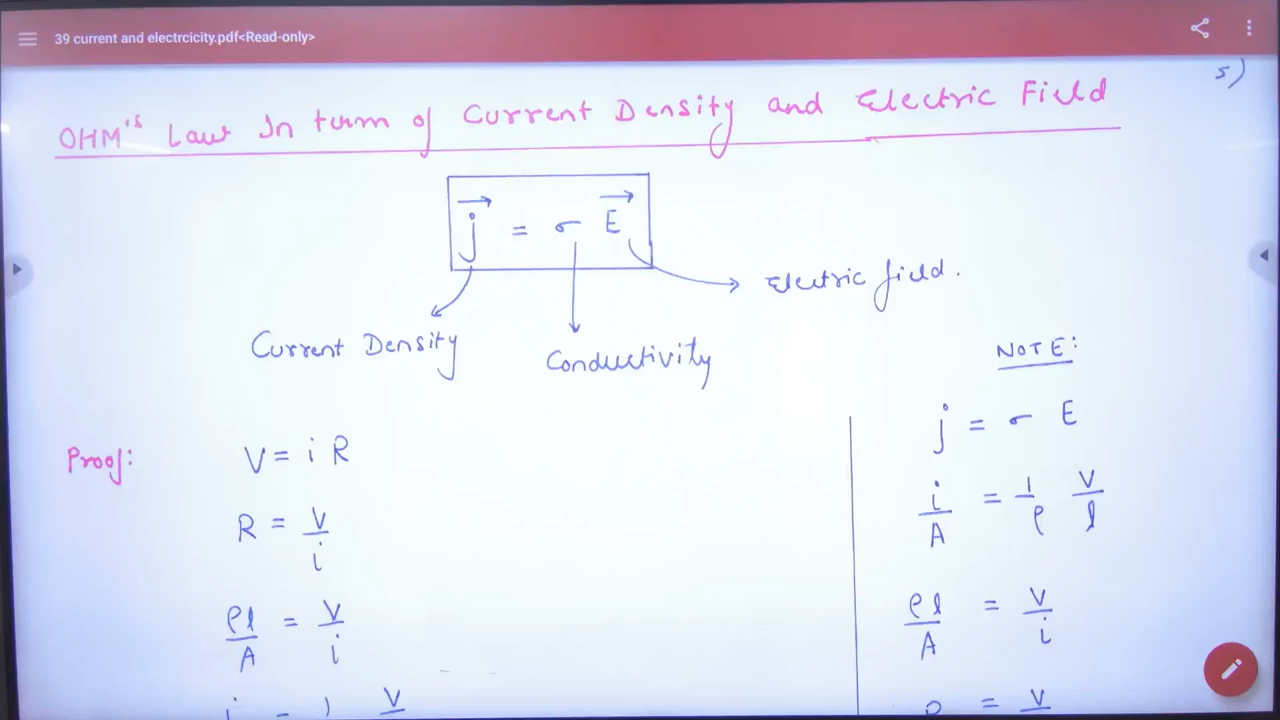 39 current and electrcicity.pdf<Read-only>
5)
OHM's Law In term of Current Density and Electric Field
j⃗ = σ E⃗
Electric field.
Current Density
Conductivity
Proof:
V = i R
R = V/i
ρl/A = V/i
NOTE:
j = σ E
i/A = 1/ρ V/l
ρl/A = V/i